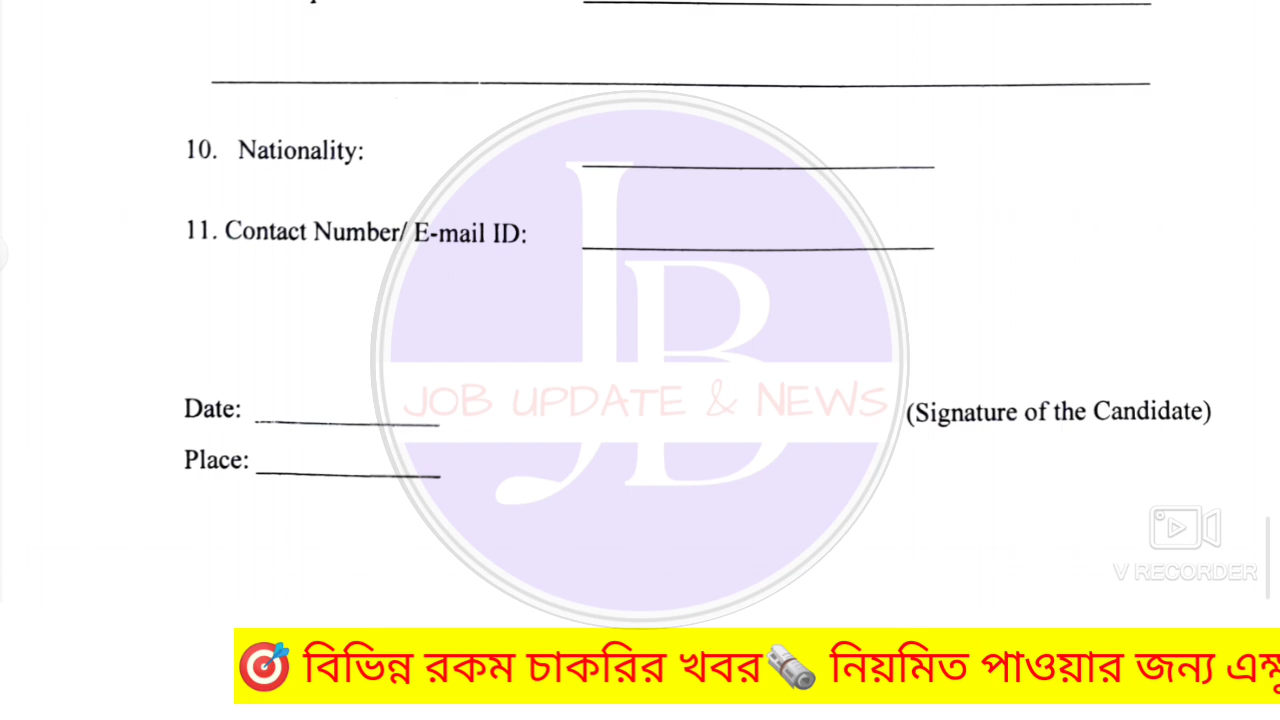 10. Nationality:
11. Contact Number/ E-mail ID:
JB
JOB UPDATE & NEWS
Date:
(Signature of the Candidate)
Place:
V RECORDER
🎯 বিভিন্ন রকম চাকরির খবর🗞️ নিয়মিত পাওয়ার জন্য